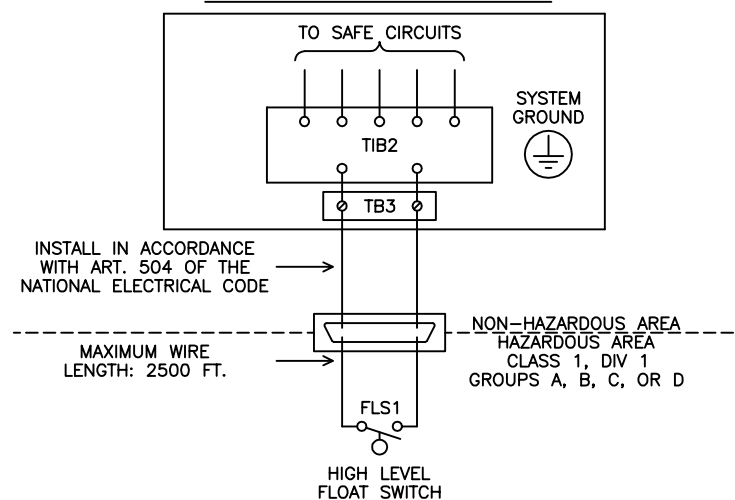 TO SAFE CIRCUITS
SYSTEM
GROUND
TIB2
TB3
INSTALL IN ACCORDANCE
WITH ART. 504 OF THE
NATIONAL ELECTRICAL CODE
NON-HAZARDOUS AREA
HAZARDOUS AREA
CLASS 1, DIV 1
GROUPS A, B, C, OR D
MAXIMUM WIRE
LENGTH: 2500 FT.
FLS1
HIGH LEVEL
FLOAT SWITCH